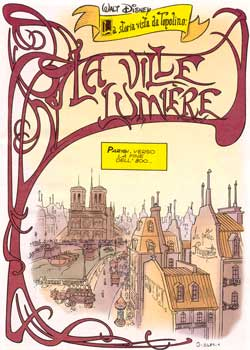 WALT DISNEY
La storia vista da Topolino:
LA VILLE
LUMIÈRE
PARIGI, VERSO
LA FINE
DELL'800...